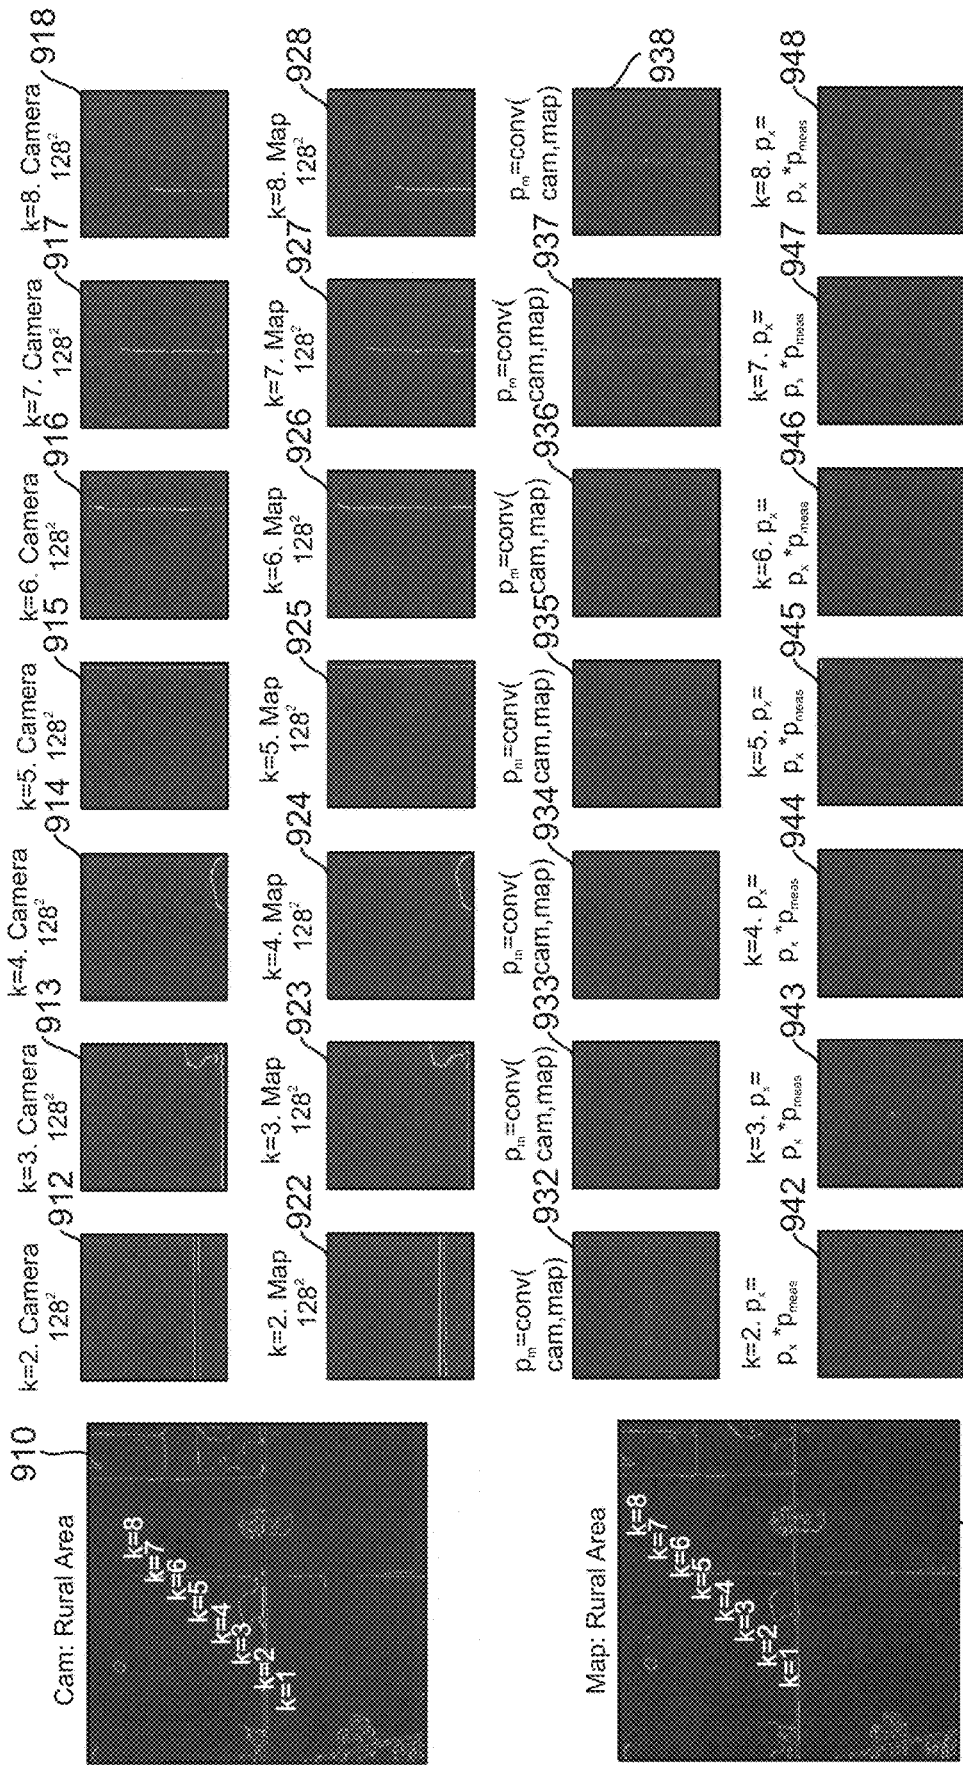 Cam: Rural Area
910
k=8
k=7
k=6
k=5
k=4
k=3
k=2
k=1
k=2. Camera
128²
912
k=3. Camera
128²
913
k=4. Camera
128²
914
k=5. Camera
128²
915
k=6. Camera
128²
916
k=7. Camera
128²
917
k=8. Camera
128²
918
k=2. Map
128²
922
k=3. Map
128²
923
k=4. Map
128²
924
k=5. Map
128²
925
k=6. Map
128²
926
k=7. Map
128²
927
k=8. Map
128²
928
Map: Rural Area
k=8
k=7
k=6
k=5
k=4
k=3
k=2
k=1
pₘ=conv(
cam,map)
932
pₘ=conv(
cam,map)
933
pₘ=conv(
cam,map)
934
pₘ=conv(
cam,map)
935
pₘ=conv(
cam,map)
936
pₘ=conv(
cam,map)
937
pₘ=conv(
cam,map)
938
k=2. pₓ=
pₓ *pₘₑₐₛ
942
k=3. pₓ=
pₓ *pₘₑₐₛ
943
k=4. pₓ=
pₓ *pₘₑₐₛ
944
k=5. pₓ=
pₓ *pₘₑₐₛ
945
k=6. pₓ=
pₓ *pₘₑₐₛ
946
k=7. pₓ=
pₓ *pₘₑₐₛ
947
k=8. pₓ=
pₓ *pₘₑₐₛ
948